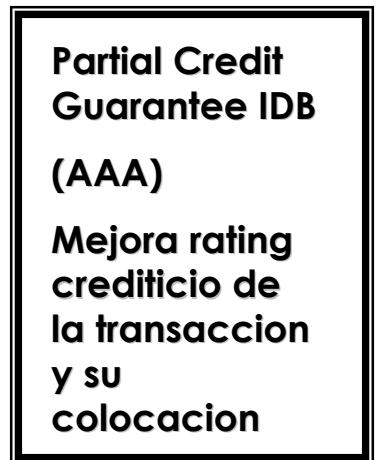 Partial Credit
Guarantee IDB
(AAA)
Mejora rating
crediticio de
la transaccion
y su
colocacion